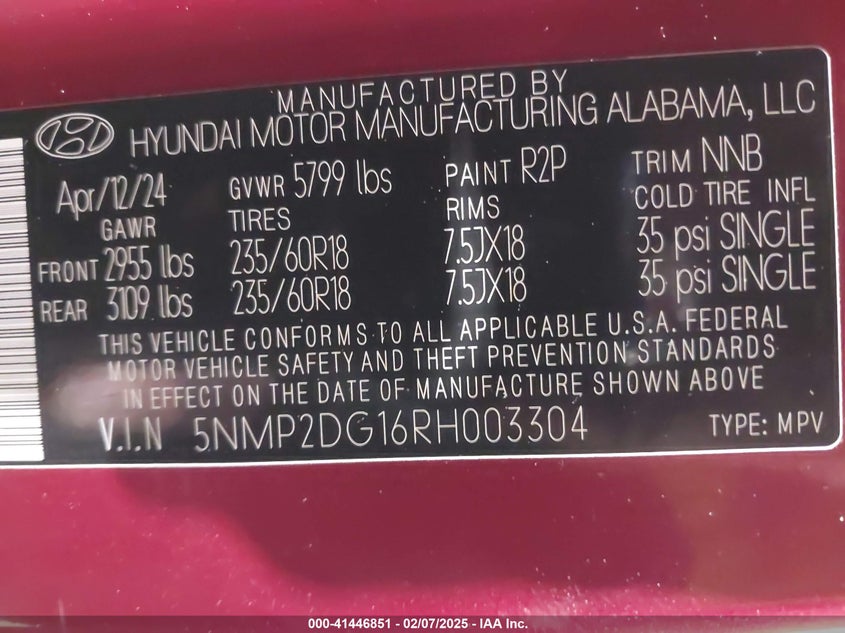 MANUFACTURED BY
HYUNDAI MOTOR MANUFACTURING ALABAMA, LLC
Apr/12/24 GVWR 5799 lbs PAINT R2P TRIM NNB
GAWR TIRES RIMS COLD TIRE INFL
FRONT 2955 lbs 235/60R18 7.5JX18 35 psi SINGLE
REAR 3109 lbs 235/60R18 7.5JX18 35 psi SINGLE
THIS VEHICLE CONFORMS TO ALL APPLICABLE U.S.A. FEDERAL
MOTOR VEHICLE SAFETY AND THEFT PREVENTION STANDARDS
IN EFFECT ON THE DATE OF MANUFACTURE SHOWN ABOVE
V.I.N 5NMP2DG16RH003304 TYPE: MPV
000-41446851 - 02/07/2025 - IAA Inc.